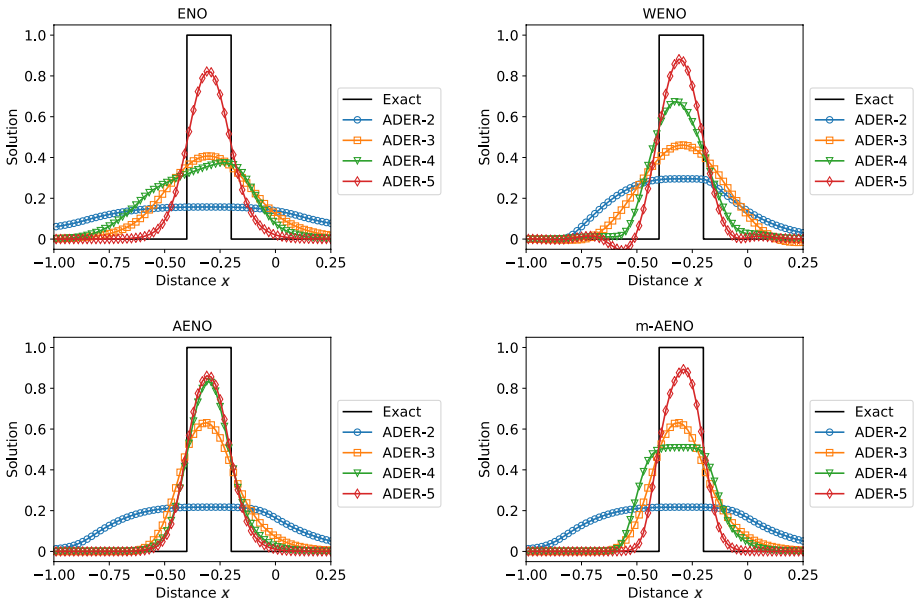 ENO
Solution
1.0
0.8
0.6
0.4
0.2
0
−1.00 −0.75 −0.50 −0.25 0 0.25
Distance x
Exact
ADER-2
ADER-3
ADER-4
ADER-5
WENO
Solution
1.0
0.8
0.6
0.4
0.2
0
−1.00 −0.75 −0.50 −0.25 0 0.25
Distance x
Exact
ADER-2
ADER-3
ADER-4
ADER-5
AENO
Solution
1.0
0.8
0.6
0.4
0.2
0
−1.00 −0.75 −0.50 −0.25 0 0.25
Distance x
Exact
ADER-2
ADER-3
ADER-4
ADER-5
m-AENO
Solution
1.0
0.8
0.6
0.4
0.2
0
−1.00 −0.75 −0.50 −0.25 0 0.25
Distance x
Exact
ADER-2
ADER-3
ADER-4
ADER-5